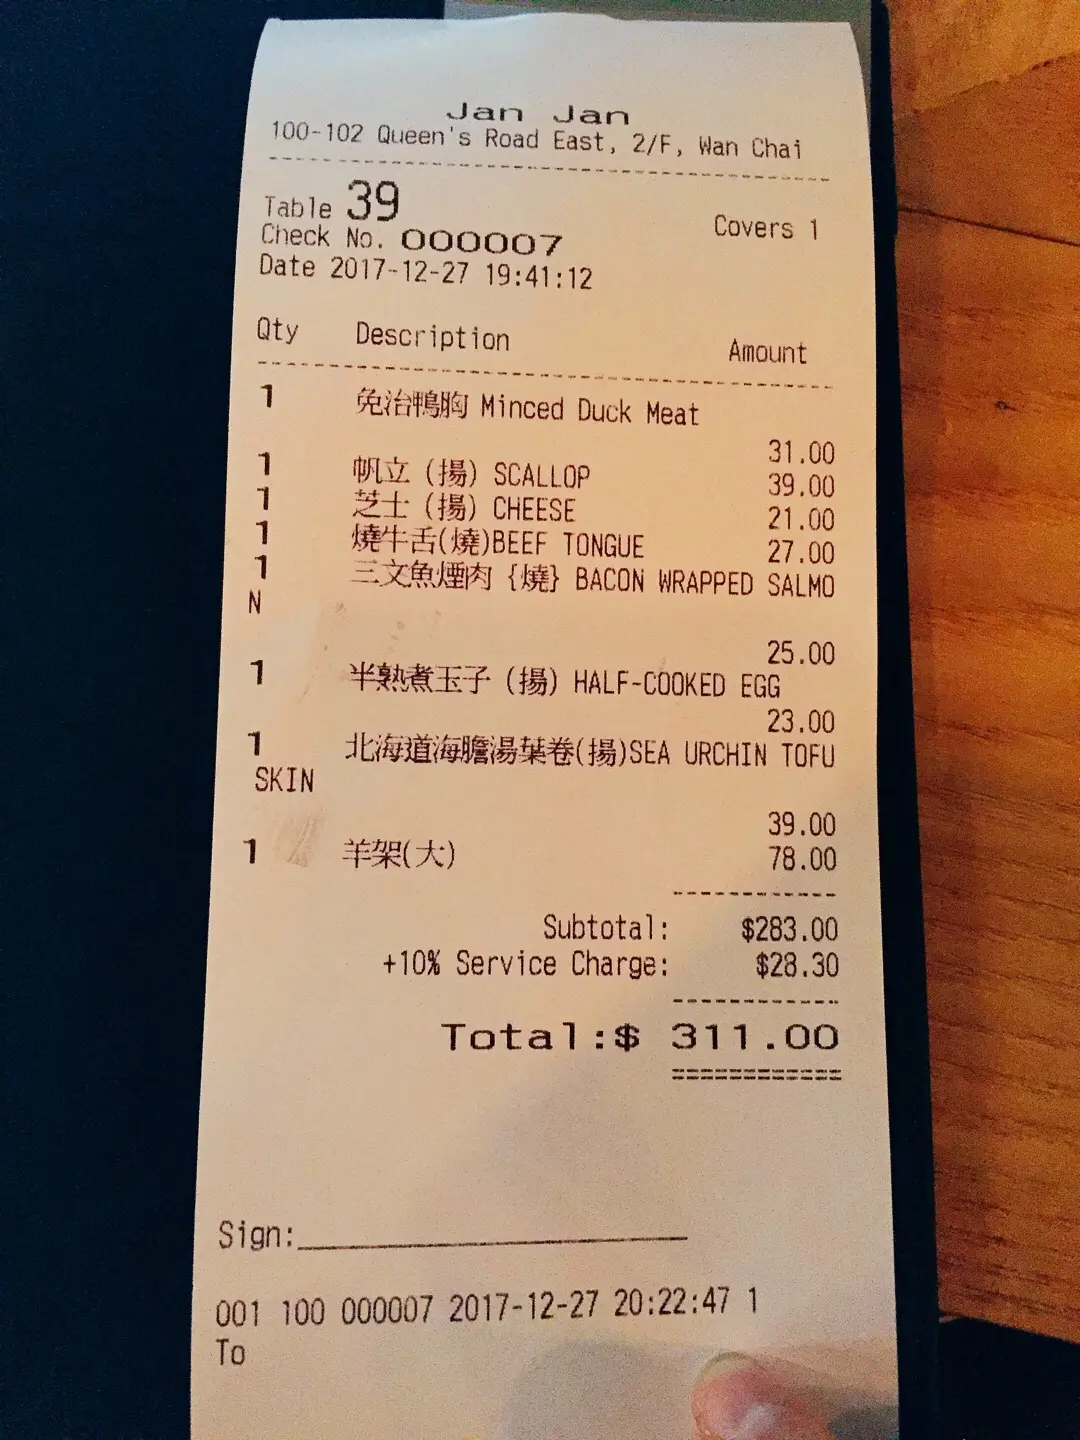 Jan Jan
100-102 Queen's Road East, 2/F, Wan Chai
Table 39 Covers 1
Check No. 000007
Date 2017-12-27 19:41:12
Qty Description Amount
1 免治鴨胸 Minced Duck Meat
31.00
1 帆立 (揚) SCALLOP 39.00
1 芝士 (揚) CHEESE 21.00
1 燒牛舌(燒)BEEF TONGUE 27.00
1 三文魚煙肉 {燒} BACON WRAPPED SALMO
N
25.00
1 半熟煮玉子 (揚) HALF-COOKED EGG
23.00
1 北海道海膽湯葉卷(揚)SEA URCHIN TOFU
SKIN
39.00
1 羊架(大) 78.00
Subtotal: $283.00
+10% Service Charge: $28.30
Total:$ 311.00
Sign:
001 100 000007 2017-12-27 20:22:47 1
To